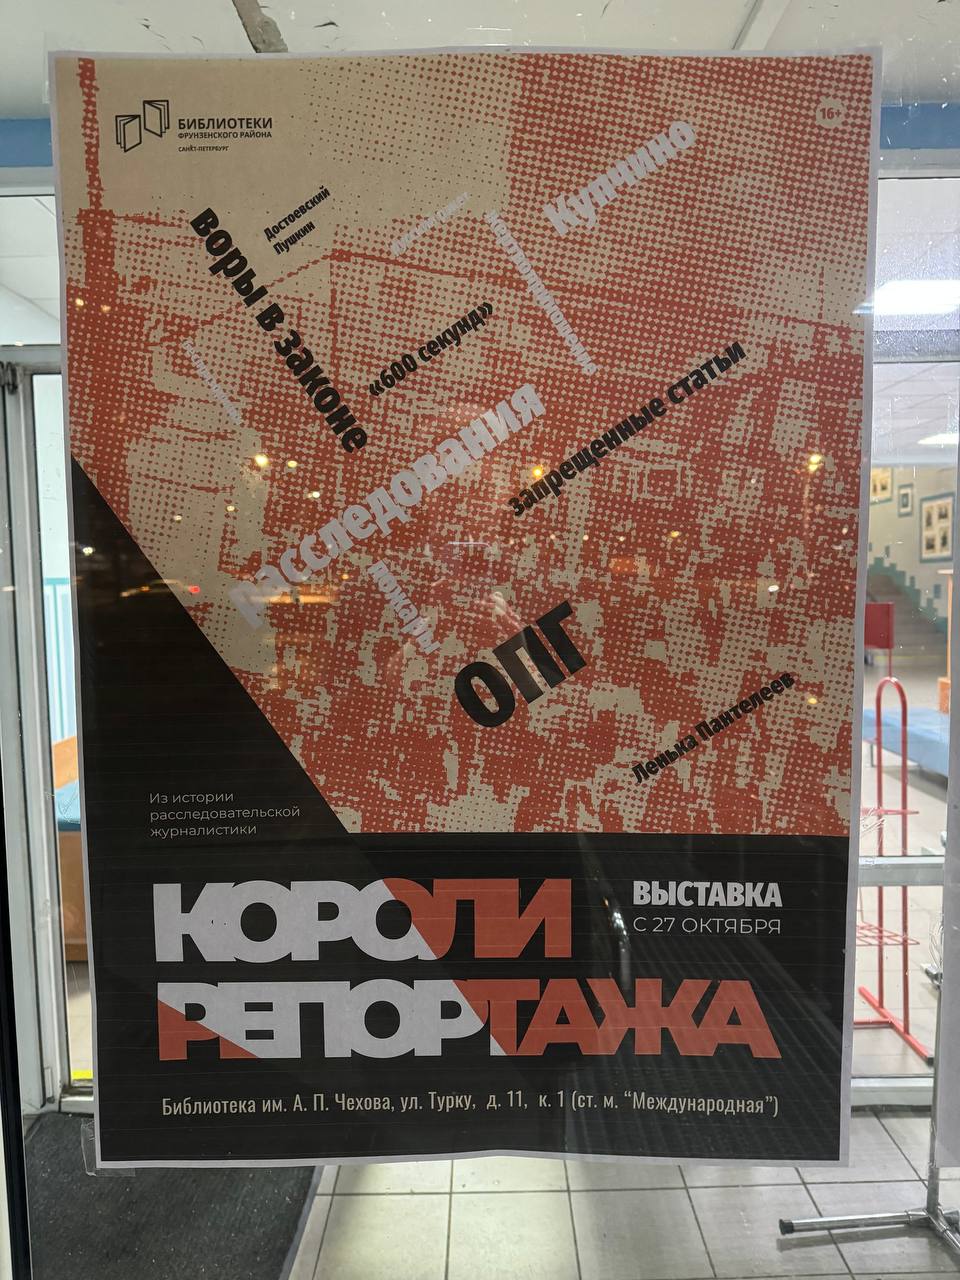 БИБЛИОТЕКИ
ФРУНЗЕНСКОГО РАЙОНА
САНКТ-ПЕТЕРБУРГ
16+
Купчино
Достоевский
Пушкин
воры в законе
«600 секунд»
запрещенные статьи
расследования
пожары
ОПГ
Ленька Пантелеев
Из истории
расследовательской
журналистики
КОРОЛИ
РЕПОРТАЖА
ВЫСТАВКА
С 27 ОКТЯБРЯ
Библиотека им. А. П. Чехова, ул. Турку, д. 11, к. 1 (ст. м. “Международная”)